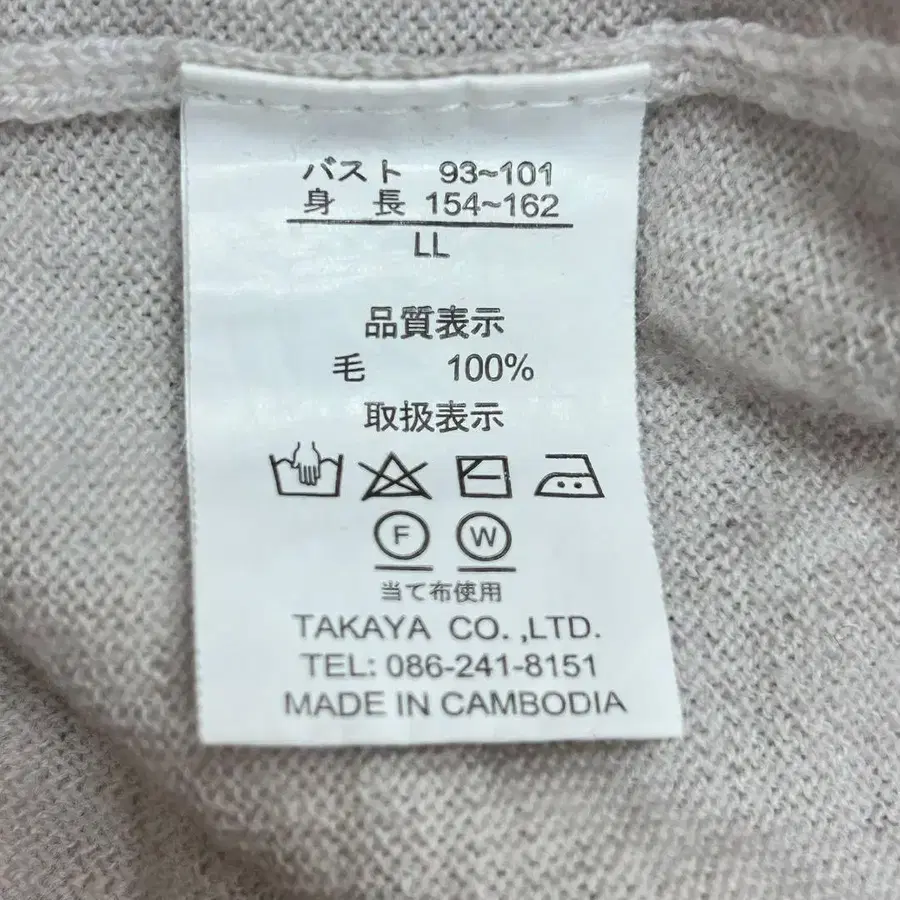 バスト 93~101
身 長 154~162
LL
品質表示
毛 100%
取扱表示
F W
当て布使用
TAKAYA CO.,LTD.
TEL: 086-241-8151
MADE IN CAMBODIA